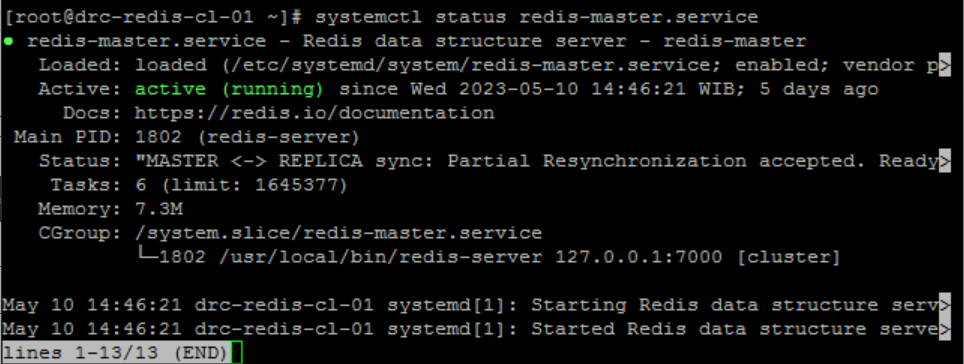 [root@drc-redis-cl-01 ~]# systemctl status redis-master.service
● redis-master.service - Redis data structure server - redis-master
   Loaded: loaded (/etc/systemd/system/redis-master.service; enabled; vendor p>
   Active: active (running) since Wed 2023-05-10 14:46:21 WIB; 5 days ago
     Docs: https://redis.io/documentation
 Main PID: 1802 (redis-server)
   Status: "MASTER <-> REPLICA sync: Partial Resynchronization accepted. Ready>
    Tasks: 6 (limit: 1645377)
   Memory: 7.3M
   CGroup: /system.slice/redis-master.service
           └─1802 /usr/local/bin/redis-server 127.0.0.1:7000 [cluster]
May 10 14:46:21 drc-redis-cl-01 systemd[1]: Starting Redis data structure serv>
May 10 14:46:21 drc-redis-cl-01 systemd[1]: Started Redis data structure serve>
lines 1-13/13 (END)